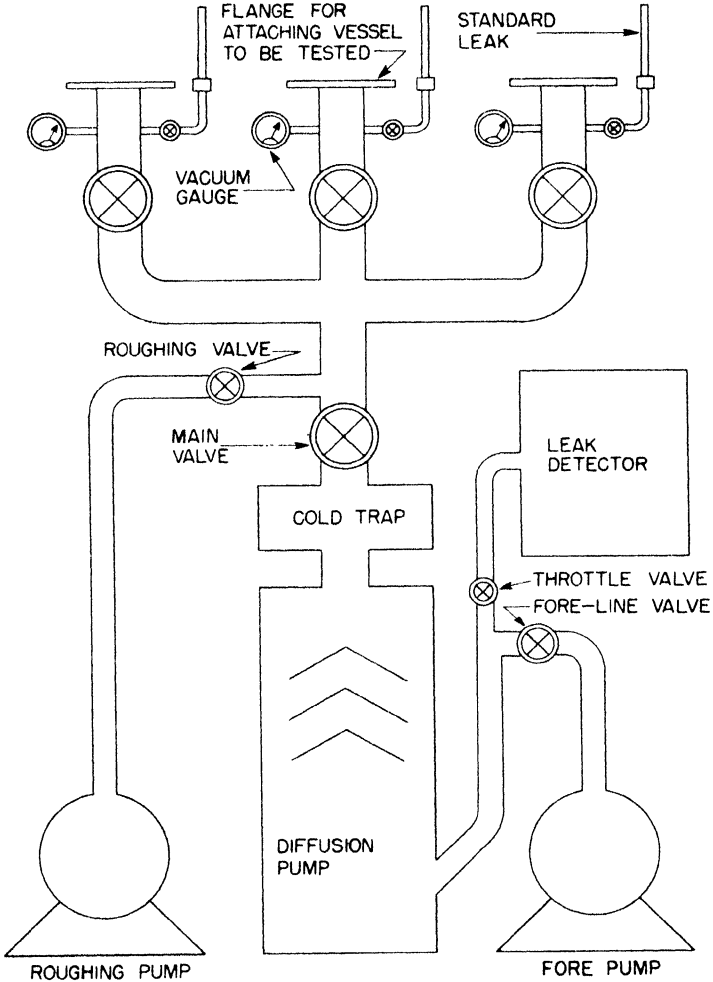 FLANGE FOR
ATTACHING VESSEL
TO BE TESTED
STANDARD
LEAK
VACUUM
GAUGE
ROUGHING VALVE
MAIN
VALVE
LEAK
DETECTOR
COLD TRAP
THROTTLE VALVE
FORE-LINE VALVE
DIFFUSION
PUMP
ROUGHING PUMP
FORE PUMP